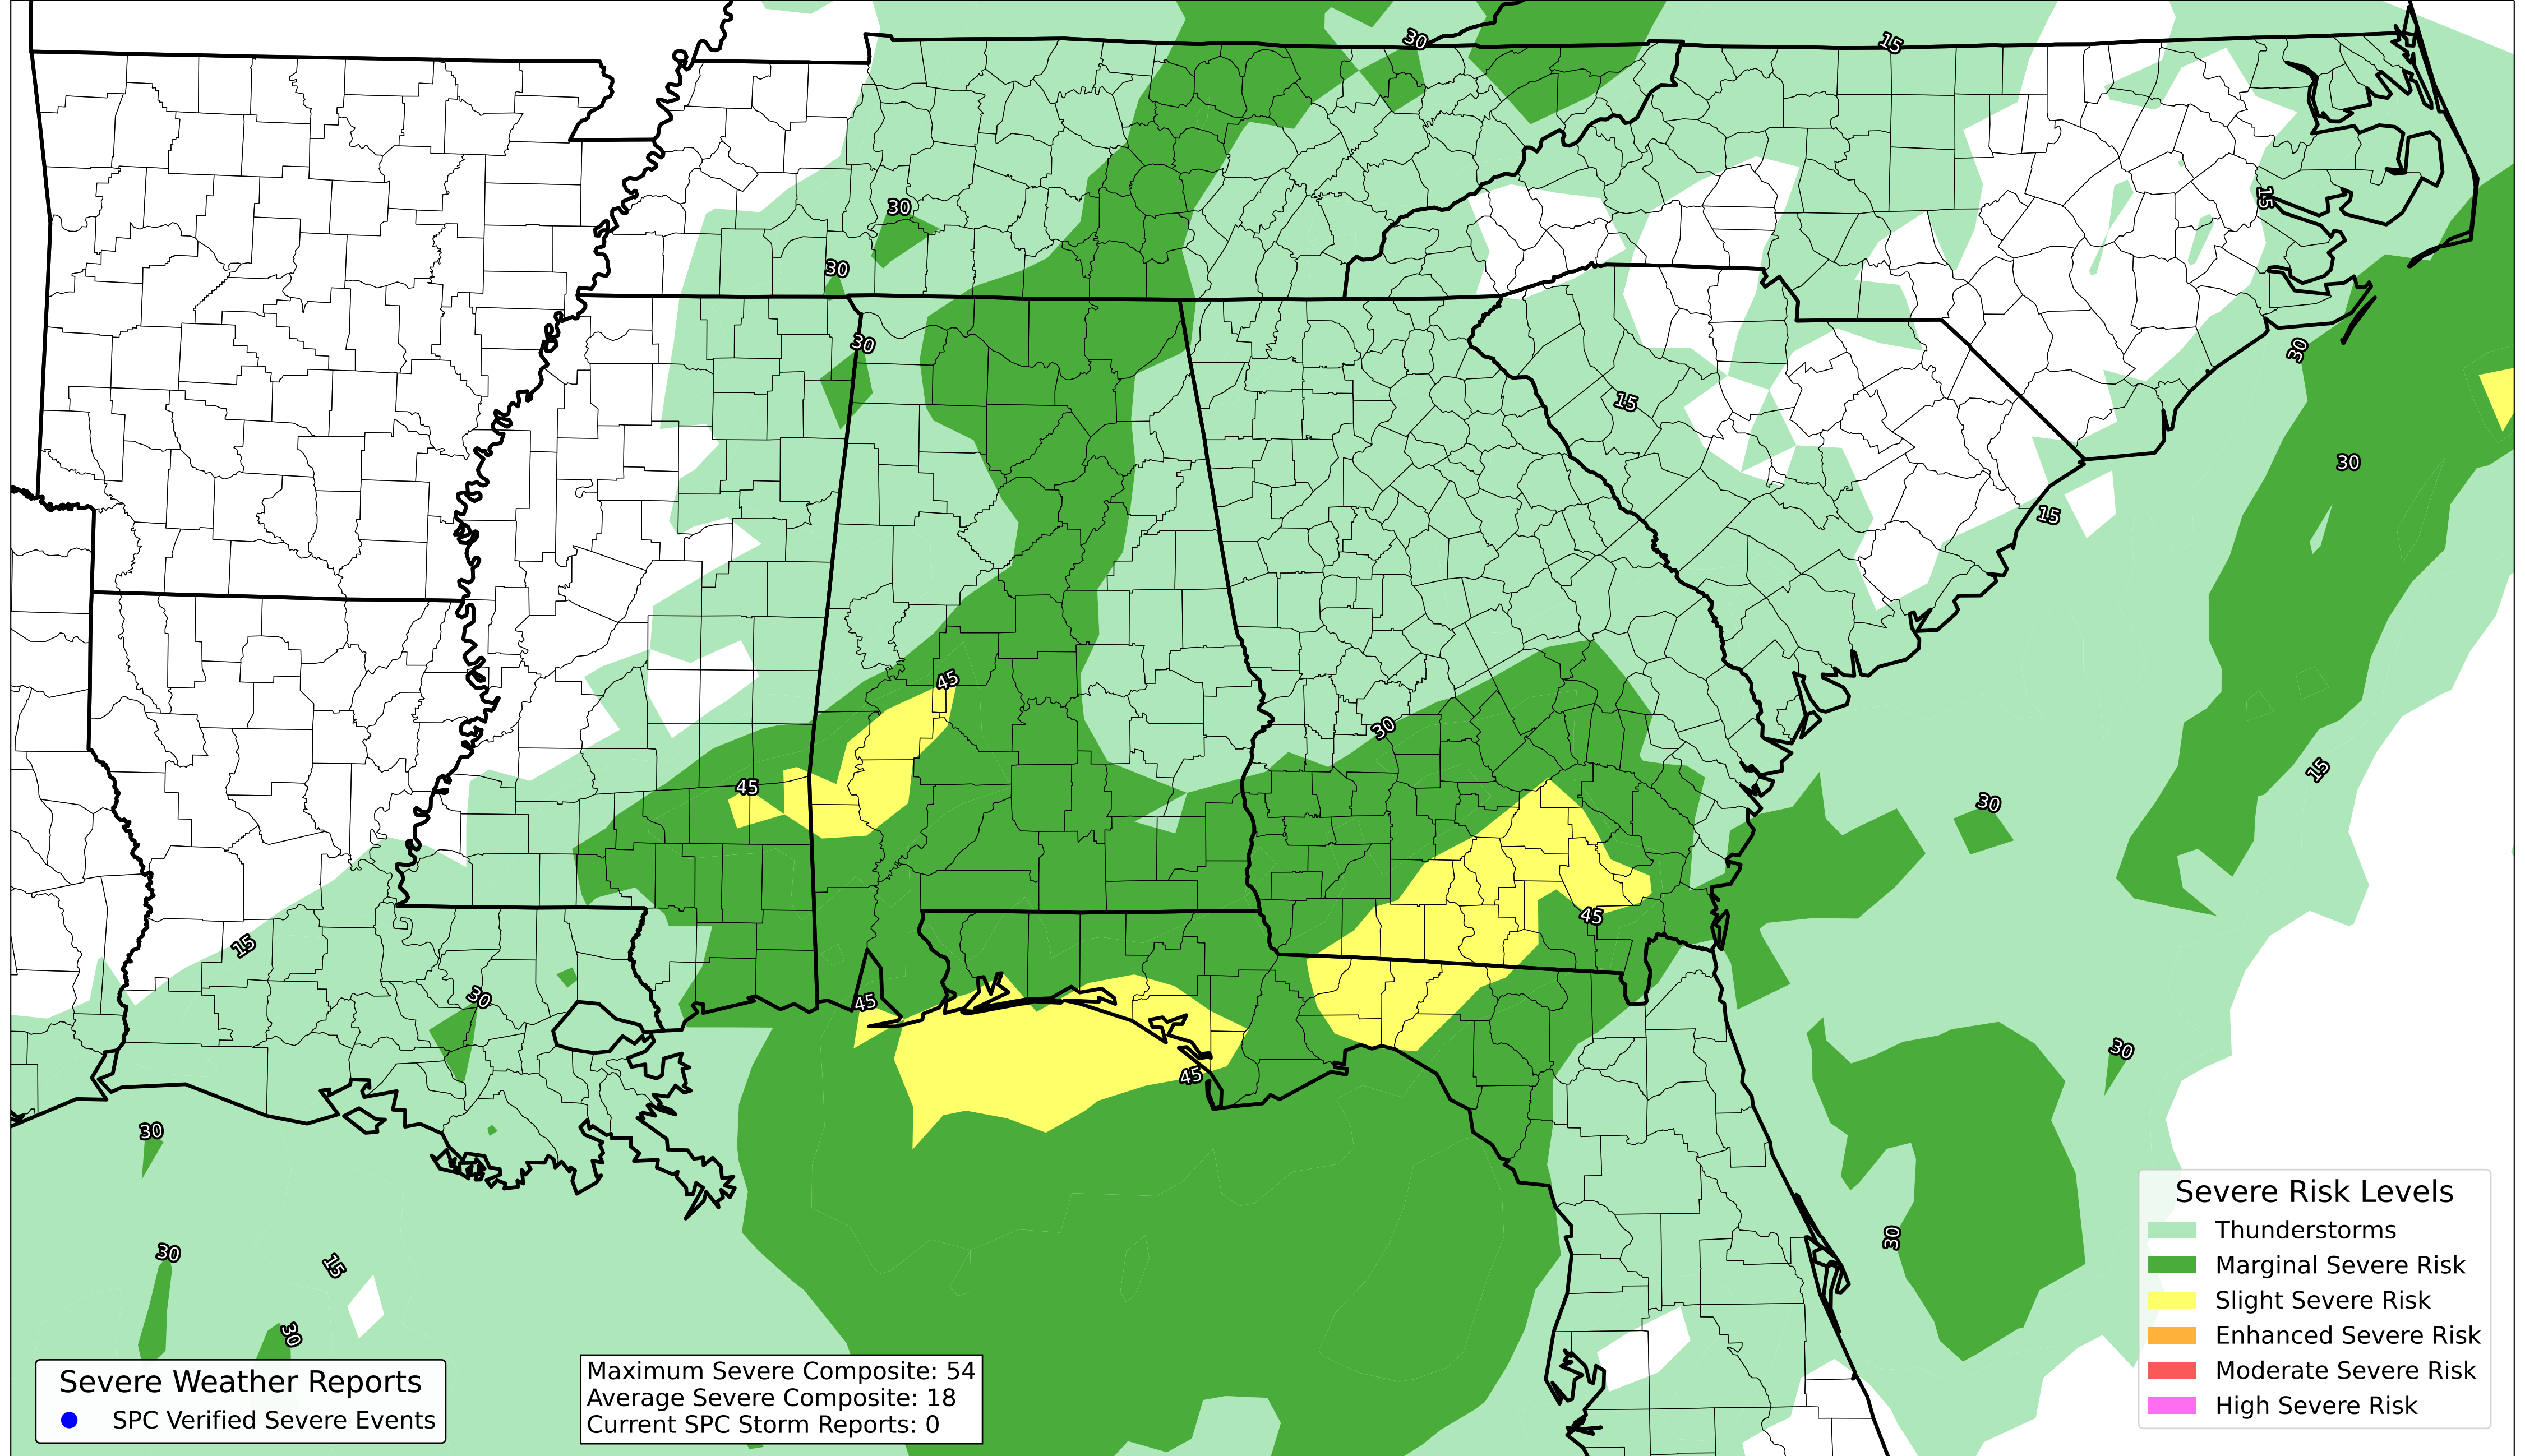 30
15
30
15
30
30
30
15
30
15
45
30
15
45
30
45
15
30
45
30
45
30
30
30
15
30
Severe Risk Levels
Thunderstorms
Marginal Severe Risk
Slight Severe Risk
Enhanced Severe Risk
Moderate Severe Risk
High Severe Risk
Severe Weather Reports
SPC Verified Severe Events
Maximum Severe Composite: 54
Average Severe Composite: 18
Current SPC Storm Reports: 0